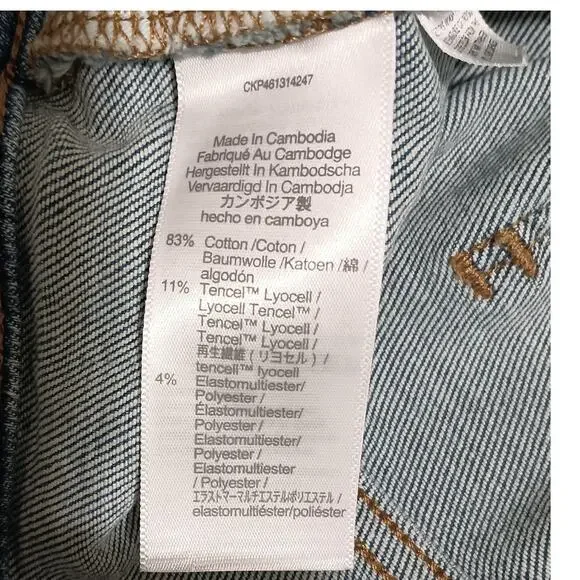 CKP461314247
Made In Cambodia
Fabriqué Au Cambodge
Hergestellt In Kambodscha
Vervaardigd In Cambodja
カンボジア製
hecho en camboya
83% Cotton /Coton /
Baumwolle /Katoen /綿 /
algodón
11% Tencel™ Lyocell /
Lyocell Tencel™ /
Tencel™ Lyocell /
Tencel™ Lyocell /
再生繊維 ( リヨセル ) /
tencell™ lyocell
4% Elastomultiester/
Polyester /
Élastomultiester/
Polyester /
Elastomultiester/
Polyester /
Elastomultiester
/ Polyester /
エラストマーマルチエステル/ポリエステル /
elastomultiéster/poliéster